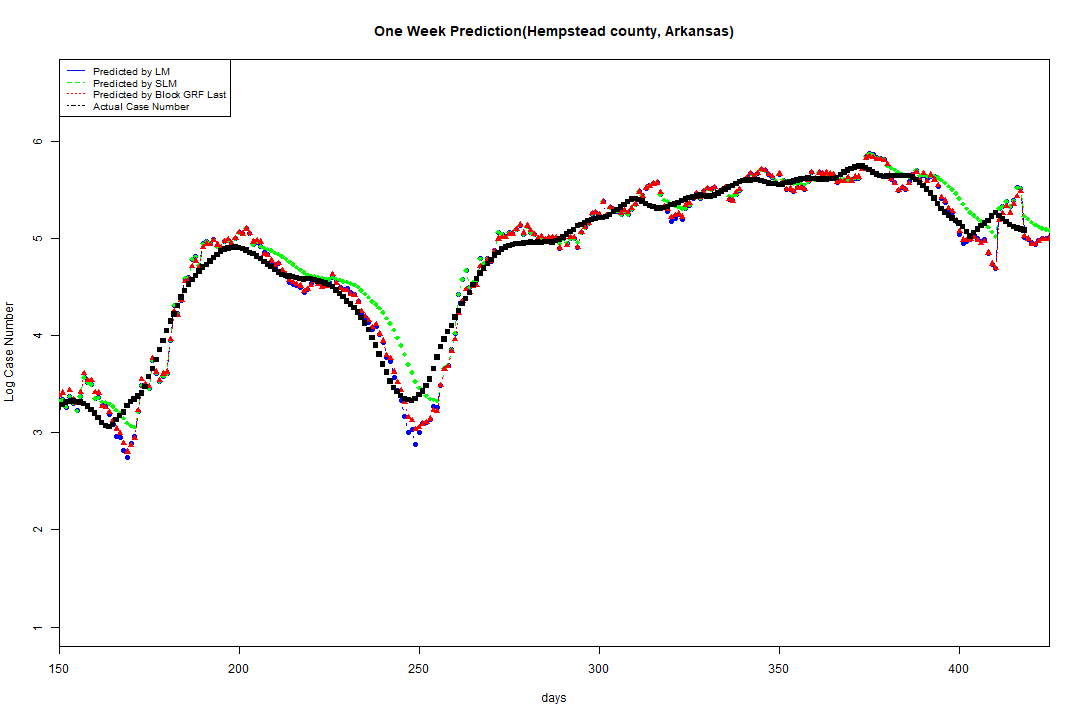 One Week Prediction(Hempstead county, Arkansas)
Predicted by LM
Predicted by SLM
Predicted by Block GRF Last
Actual Case Number
6
5
4
3
2
1
Log Case Number
150 200 250 300 350 400
days